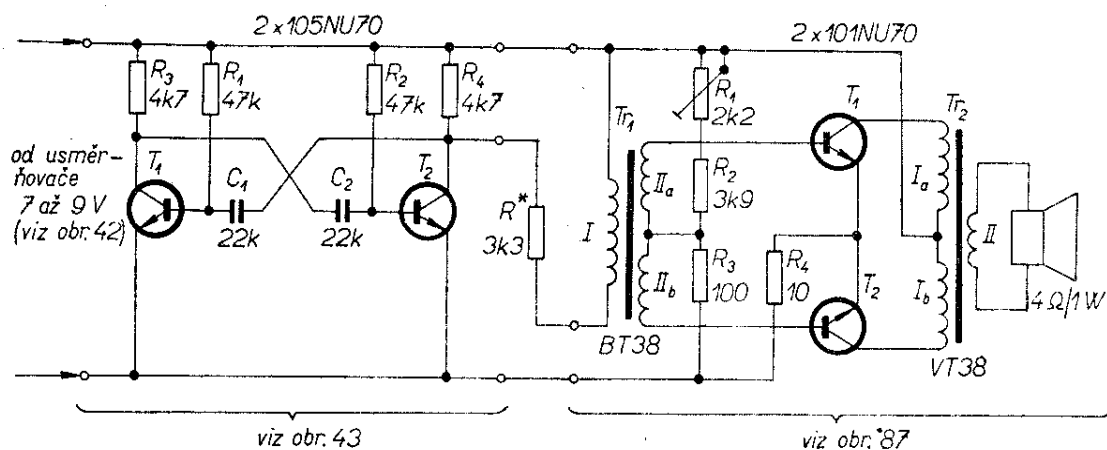 2 x 105NU70
2 x 101NU70
R3
4k7
R1
47k
R2
47k
R4
4k7
od usměr-
ňovače
7 až 9 V
(viz obr. 42)
T1
C1
22k
C2
22k
T2
R*
3k3
Tr1
I
IIa
IIb
BT38
R1
2k2
R2
3k9
R3
100
R4
10
T1
T2
Tr2
Ia
Ib
II
VT38
4 Ω/1 W
viz obr. 43
viz obr. 87